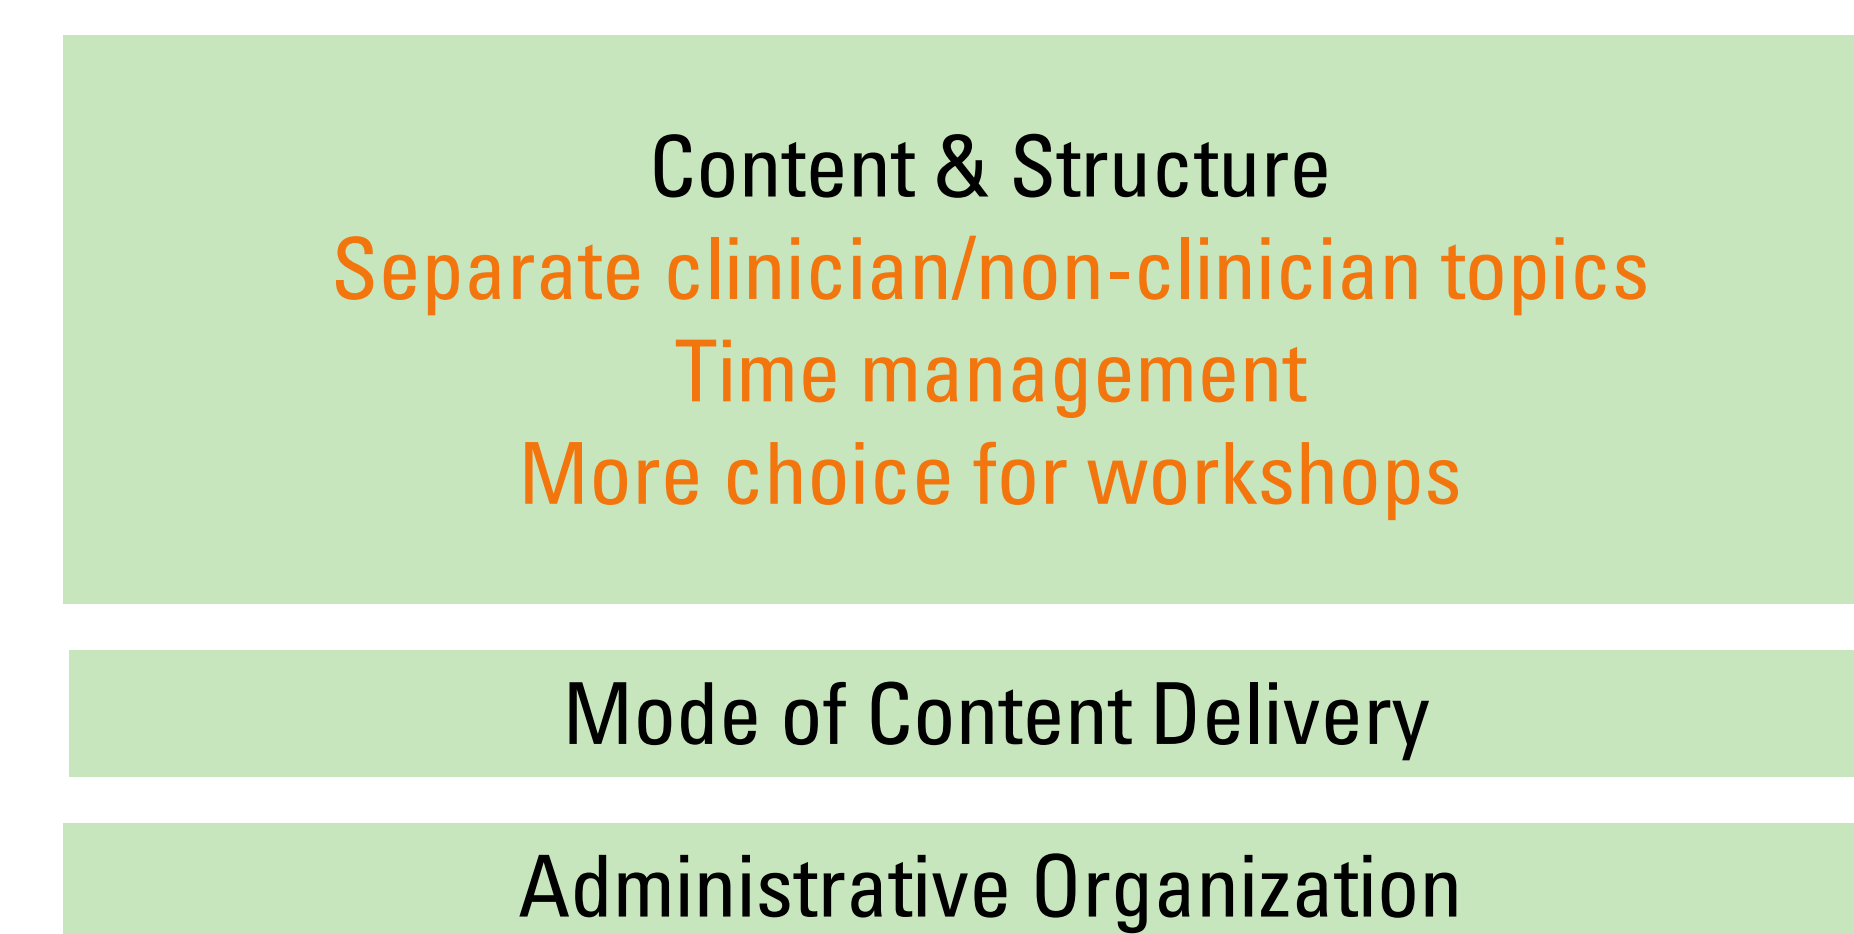 Content & Structure
Separate clinician/non-clinician topics
Time management
More choice for workshops
Mode of Content Delivery
Administrative Organization